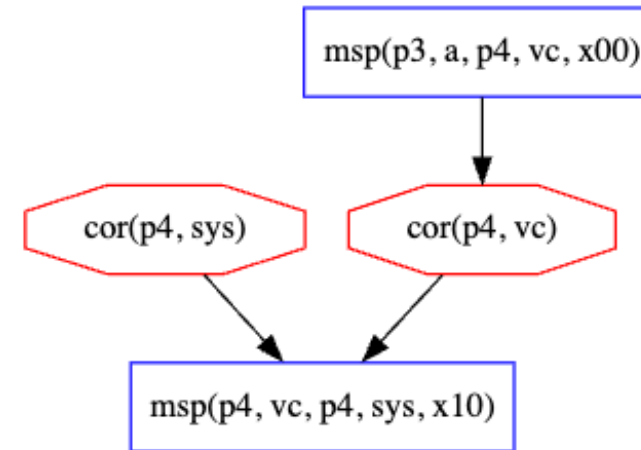 msp(p3, a, p4, vc, x00)
cor(p4, sys)
cor(p4, vc)
msp(p4, vc, p4, sys, x10)